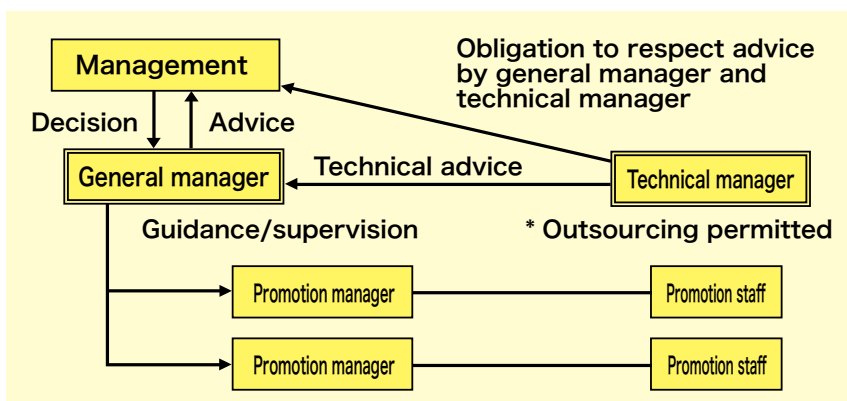 Management
Obligation to respect advice
by general manager and
technical manager
Decision
Advice
General manager
Technical advice
Technical manager
Guidance/supervision
* Outsourcing permitted
Promotion manager
Promotion staff
Promotion manager
Promotion staff